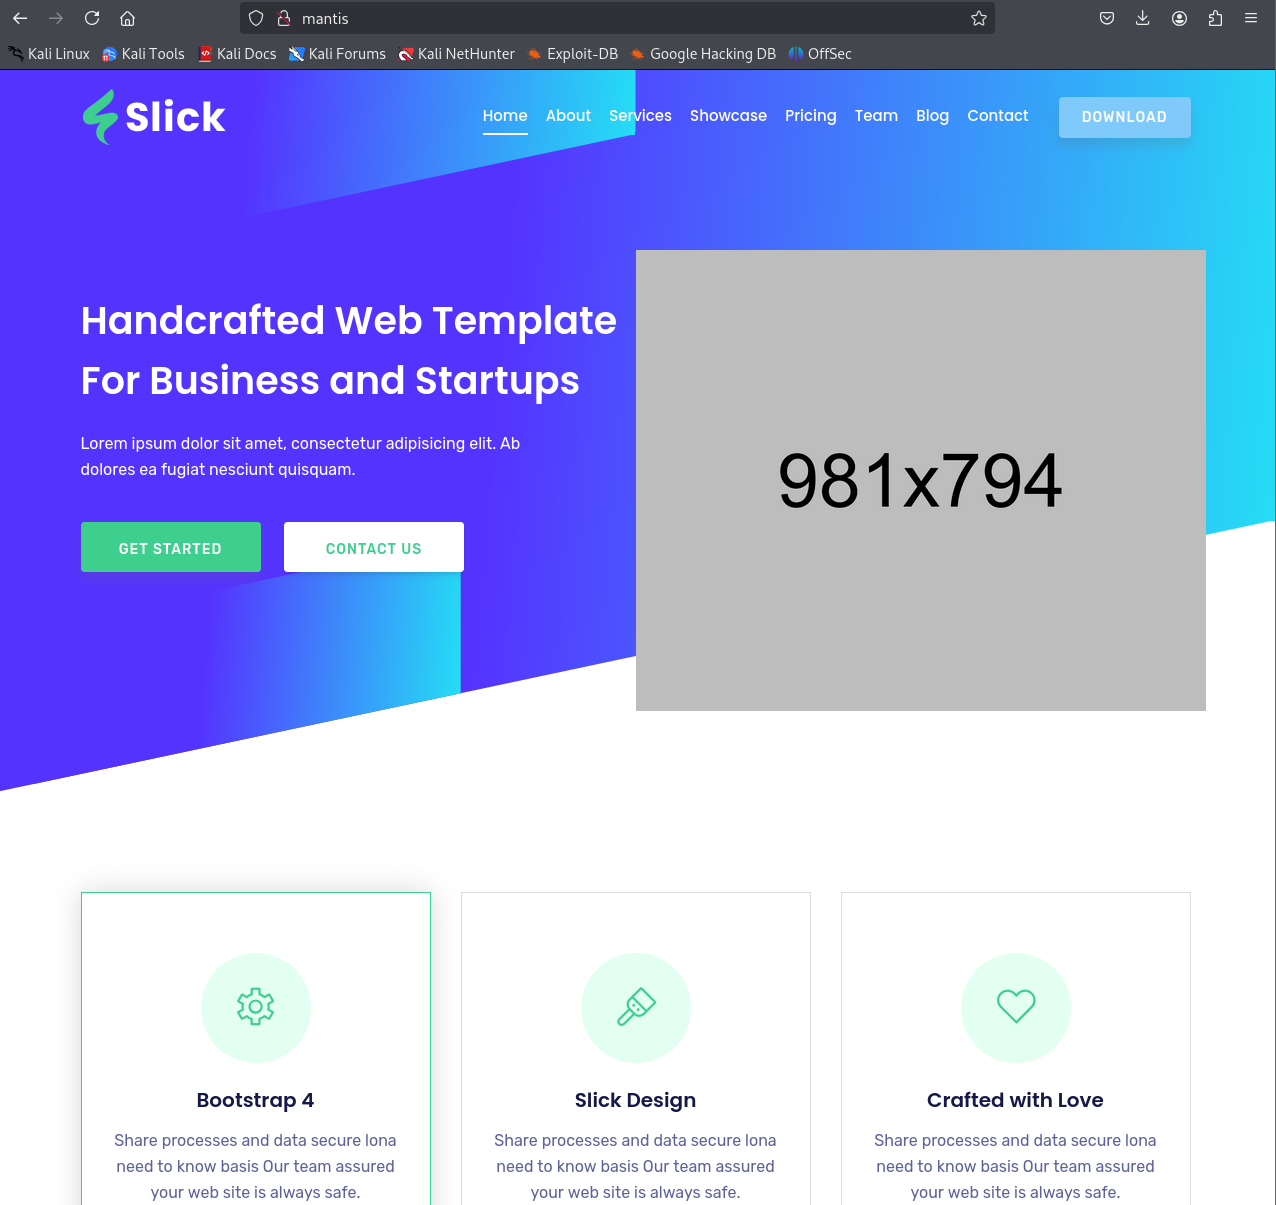 mantis
Kali Linux Kali Tools Kali Docs Kali Forums Kali NetHunter Exploit-DB Google Hacking DB OffSec
Slick
Home About Services Showcase Pricing Team Blog Contact DOWNLOAD
Handcrafted Web Template
For Business and Startups
Lorem ipsum dolor sit amet, consectetur adipisicing elit. Ab
dolores ea fugiat nesciunt quisquam.
GET STARTED CONTACT US
981x794
Bootstrap 4
Share processes and data secure lona
need to know basis Our team assured
your web site is always safe.
Slick Design
Share processes and data secure lona
need to know basis Our team assured
your web site is always safe.
Crafted with Love
Share processes and data secure lona
need to know basis Our team assured
your web site is always safe.